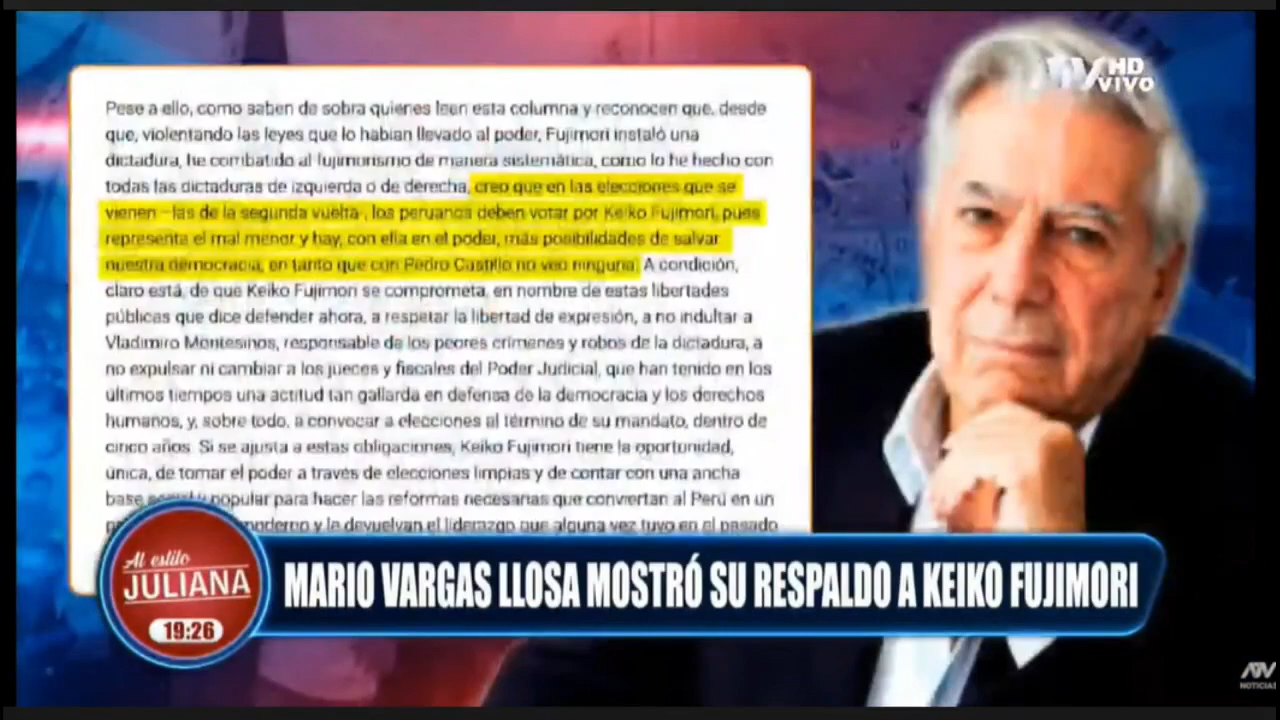 Pese a ello, como saben de sobra quienes leen esta columna y reconocen que, desde
que, violentando las leyes que lo habían llevado al poder, Fujimori instaló una
dictadura, he combatido al fujimorismo de manera sistemática, como lo he hecho con
todas las dictaduras de izquierda o de derecha, creo que en las elecciones que se
vienen –las de la segunda vuelta-, los peruanos deben votar por Keiko Fujimori, pues
representa el mal menor y hay, con ella en el poder, más posibilidades de salvar
nuestra democracia, en tanto que con Pedro Castillo no veo ninguna. A condición,
claro está, de que Keiko Fujimori se comprometa, en nombre de estas libertades
públicas que dice defender ahora, a respetar la libertad de expresión, a no indultar a
Vladimiro Montesinos, responsable de los peores crímenes y robos de la dictadura, a
no expulsar ni cambiar a los jueces y fiscales del Poder Judicial, que han tenido en los
últimos tiempos una actitud tan gallarda en defensa de la democracia y los derechos
humanos, y, sobre todo, a convocar a elecciones al término de su mandato, dentro de
cinco años. Si se ajusta a estas obligaciones, Keiko Fujimori tiene la oportunidad,
única, de tomar el poder a través de elecciones limpias y de contar con una ancha
base social y popular para hacer las reformas necesarias que conviertan al Perú en un
moderno y le devuelvan el liderazgo que alguna vez tuvo en el pasado
ATV HD
VIVO
Al estilo
JULIANA
19:26
MARIO VARGAS LLOSA MOSTRÓ SU RESPALDO A KEIKO FUJIMORI
ATV
NOTICIAS